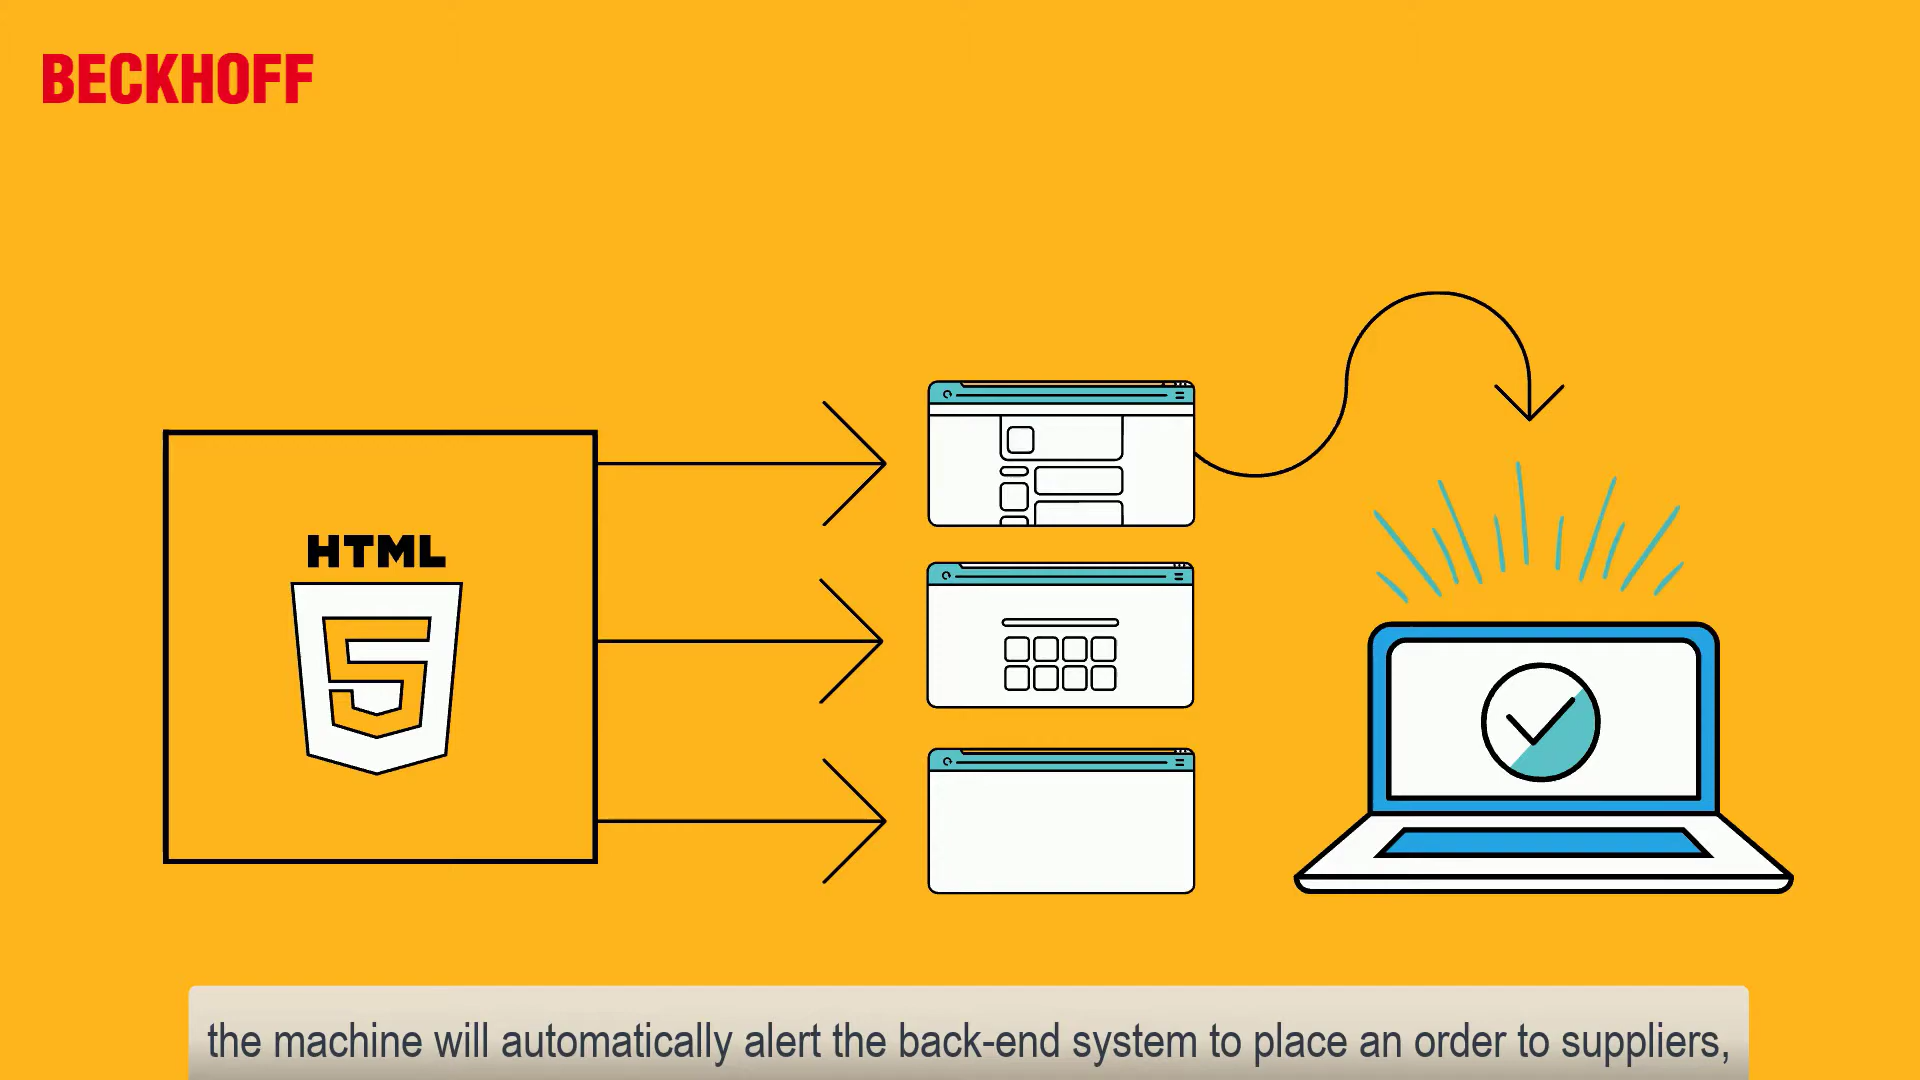 BECKHOFF
HTML
5
the machine will automatically alert the back-end system to place an order to suppliers,